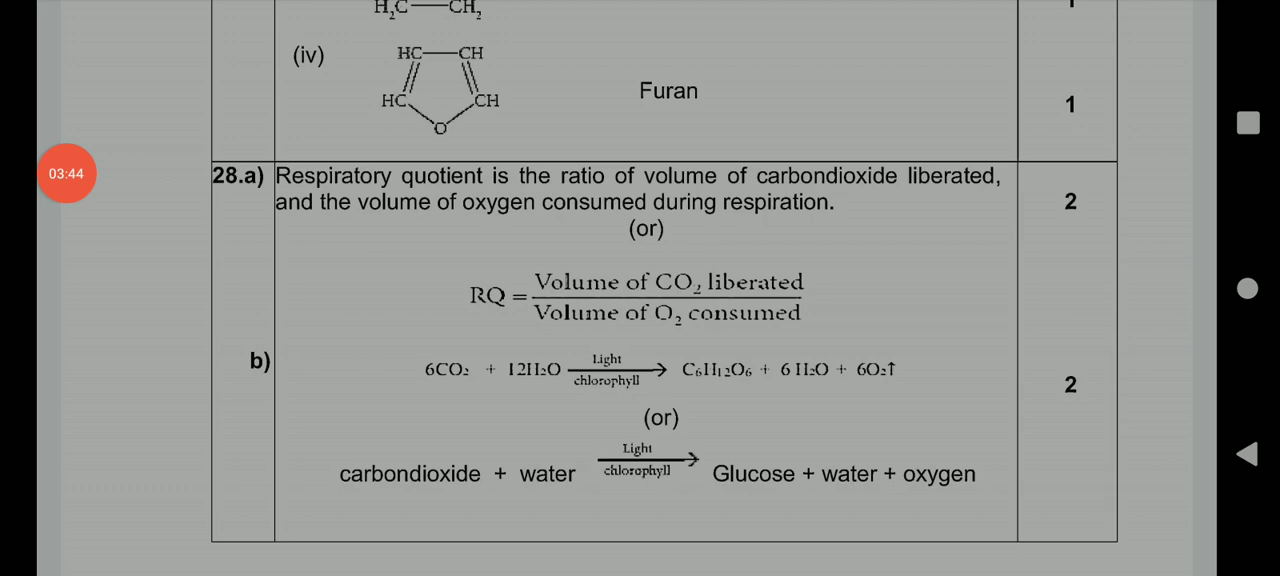 H₂C—CH₂
1
(iv)
HC—CH
HC CH
O
Furan
1
03:44
28.a) Respiratory quotient is the ratio of volume of carbondioxide liberated,
and the volume of oxygen consumed during respiration.
2
(or)
RQ = Volume of CO₂ liberated
Volume of O₂ consumed
b)
Light
6CO₂ + 12H₂O ⟶ C₆H₁₂O₆ + 6 H₂O + 6O₂↑
chlorophyll
2
(or)
Light
carbondioxide + water ⟶ Glucose + water + oxygen
chlorophyll